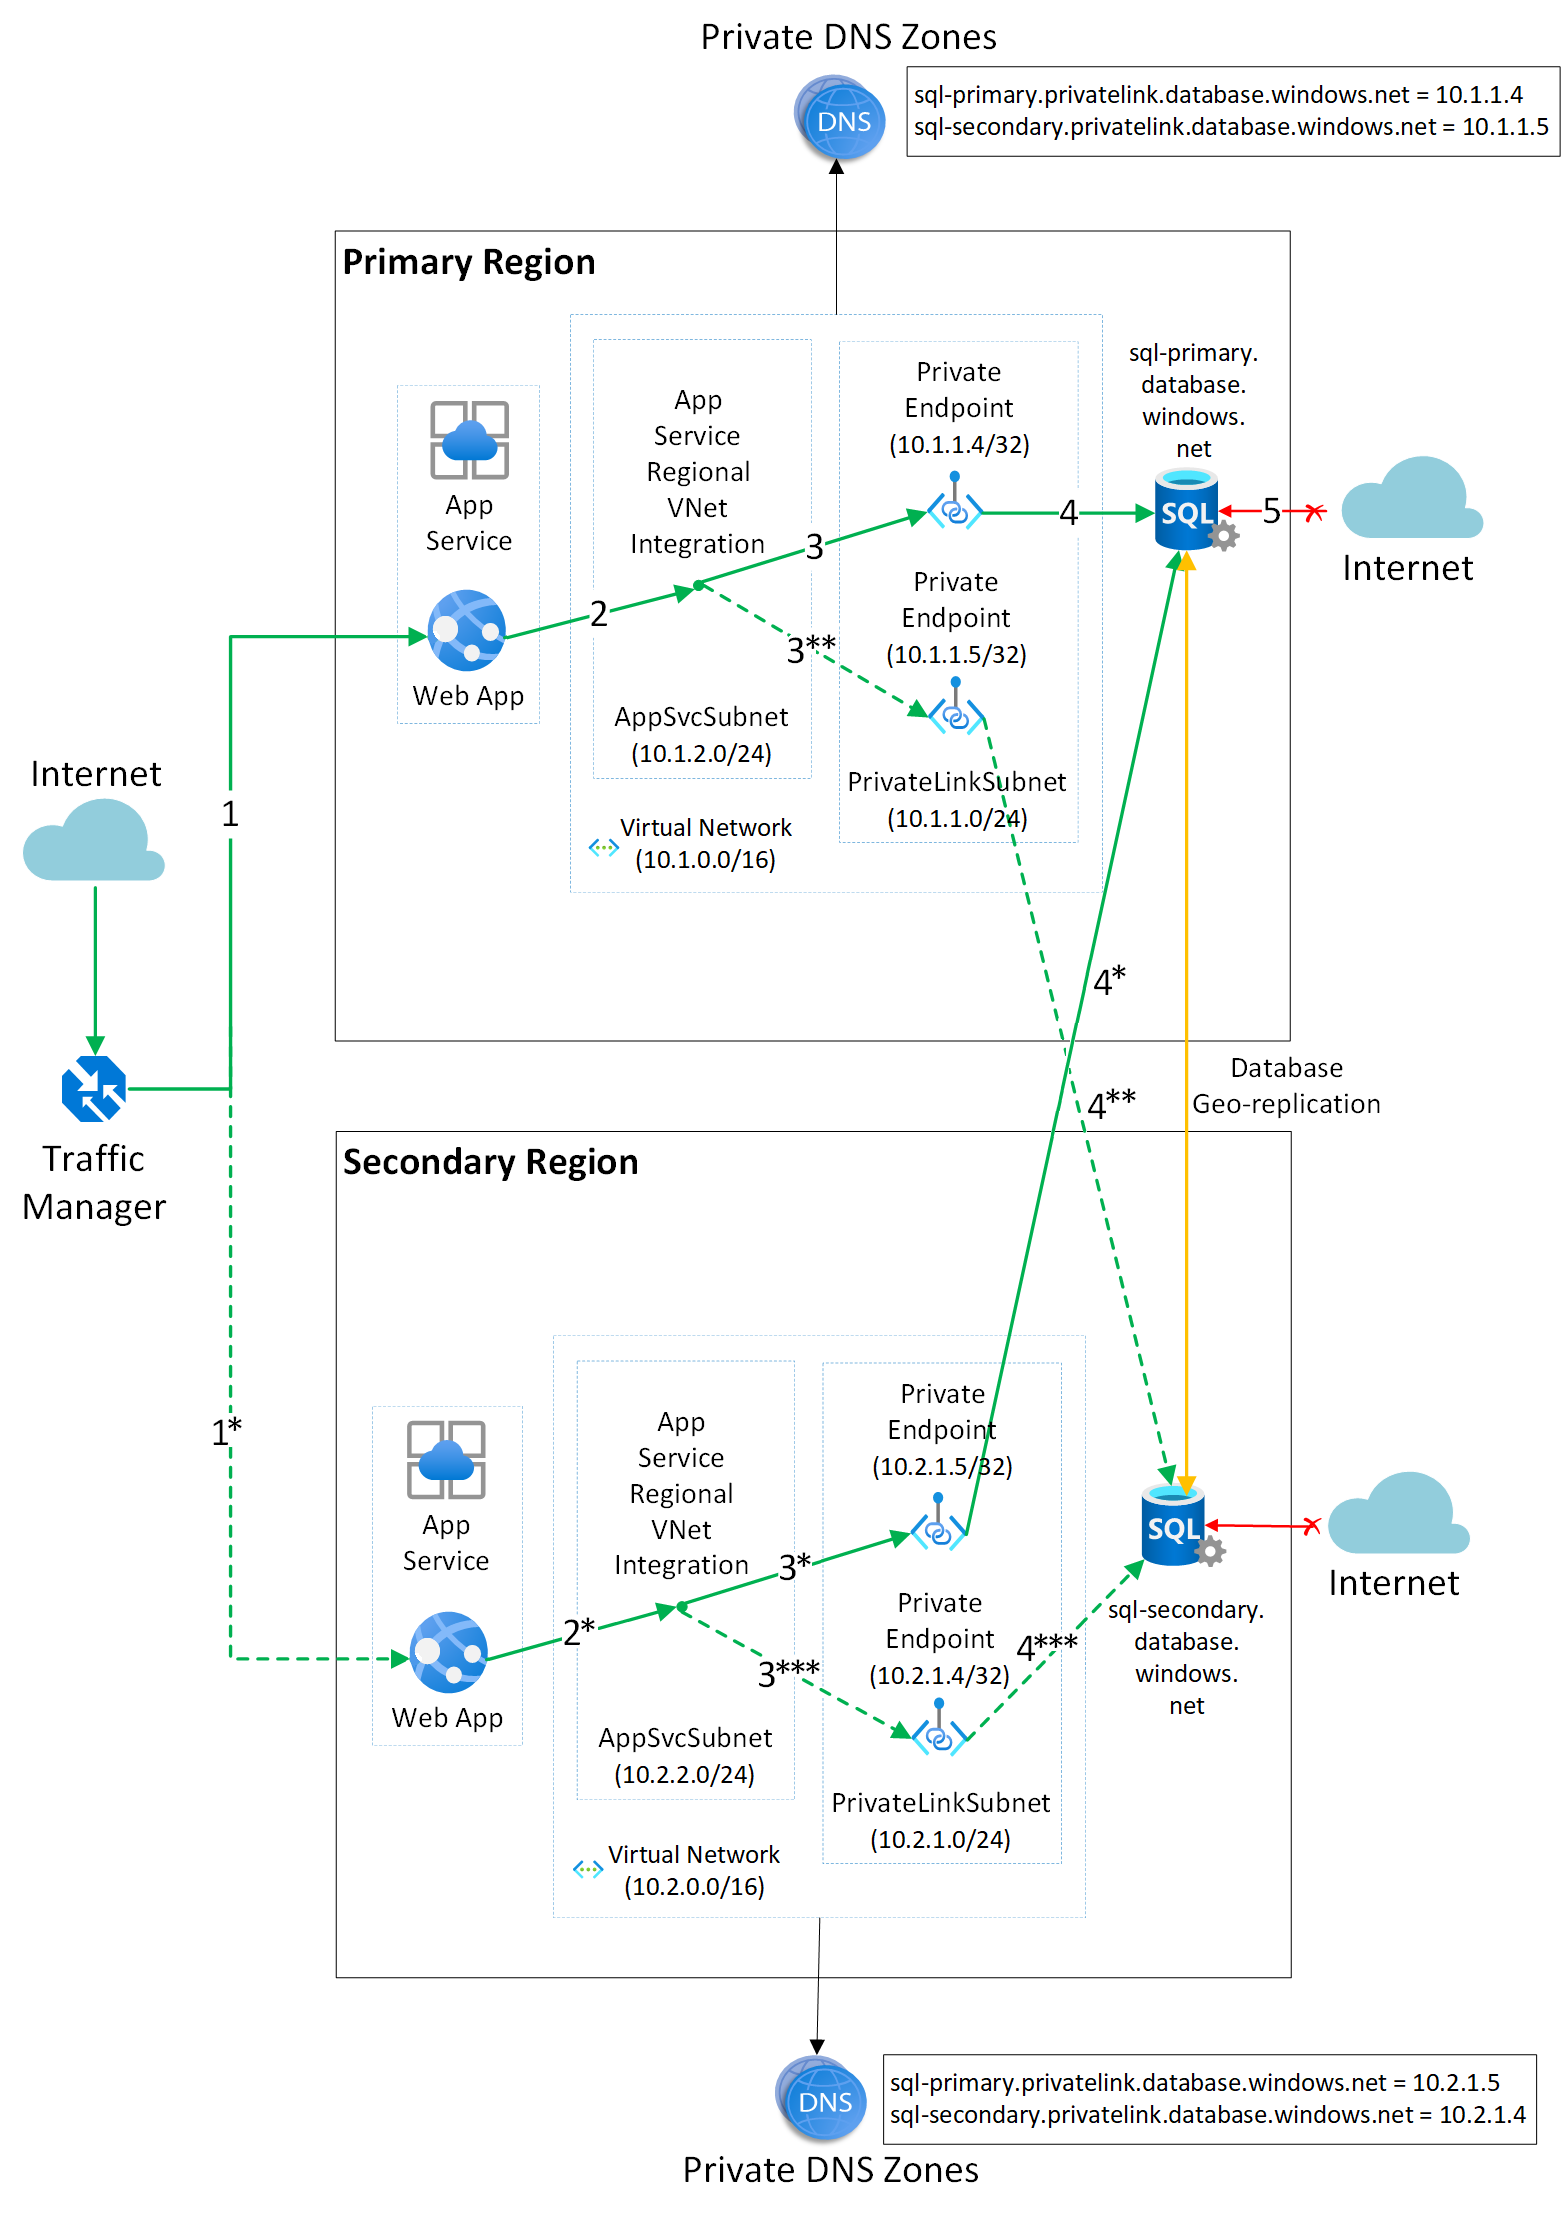 Private DNS Zones
DNS
sql-primary.privatelink.database.windows.net = 10.1.1.4
sql-secondary.privatelink.database.windows.net = 10.1.1.5
Primary Region
App
Service
Web App
App
Service
Regional
VNet
Integration
AppSvcSubnet
(10.1.2.0/24)
Virtual Network
(10.1.0.0/16)
Private
Endpoint
(10.1.1.4/32)
Private
Endpoint
(10.1.1.5/32)
PrivateLinkSubnet
(10.1.1.0/24)
sql-primary.
database.
windows.
net
SQL
Internet
1
2
3
3**
4
5
Internet
Traffic
Manager
4*
4**
Database
Geo-replication
Secondary Region
1*
App
Service
Web App
App
Service
Regional
VNet
Integration
2*
3*
3***
AppSvcSubnet
(10.2.2.0/24)
Virtual Network
(10.2.0.0/16)
Private
Endpoint
(10.2.1.5/32)
Private
Endpoint
(10.2.1.4/32)
4***
PrivateLinkSubnet
(10.2.1.0/24)
SQL
sql-secondary.
database.
windows.
net
Internet
DNS
sql-primary.privatelink.database.windows.net = 10.2.1.5
sql-secondary.privatelink.database.windows.net = 10.2.1.4
Private DNS Zones